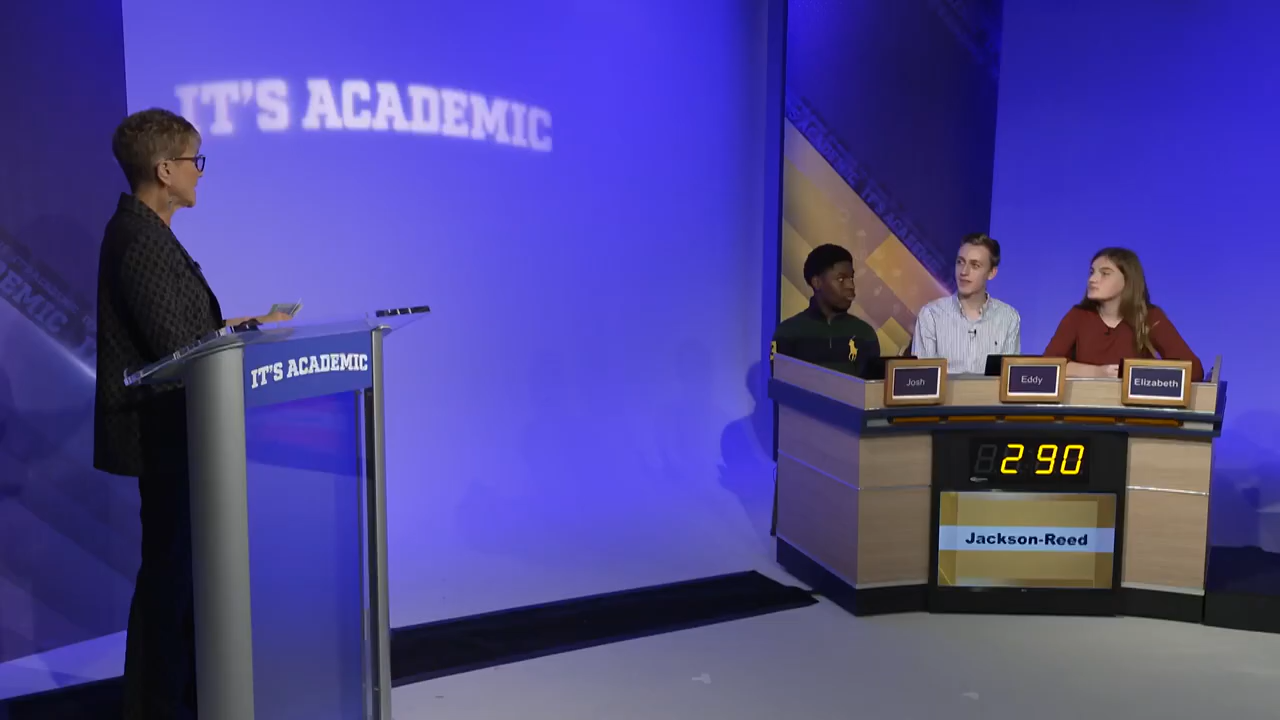 IT'S ACADEMIC
IT'S ACADEMIC
Josh
Eddy
Elizabeth
290
Jackson-Reed